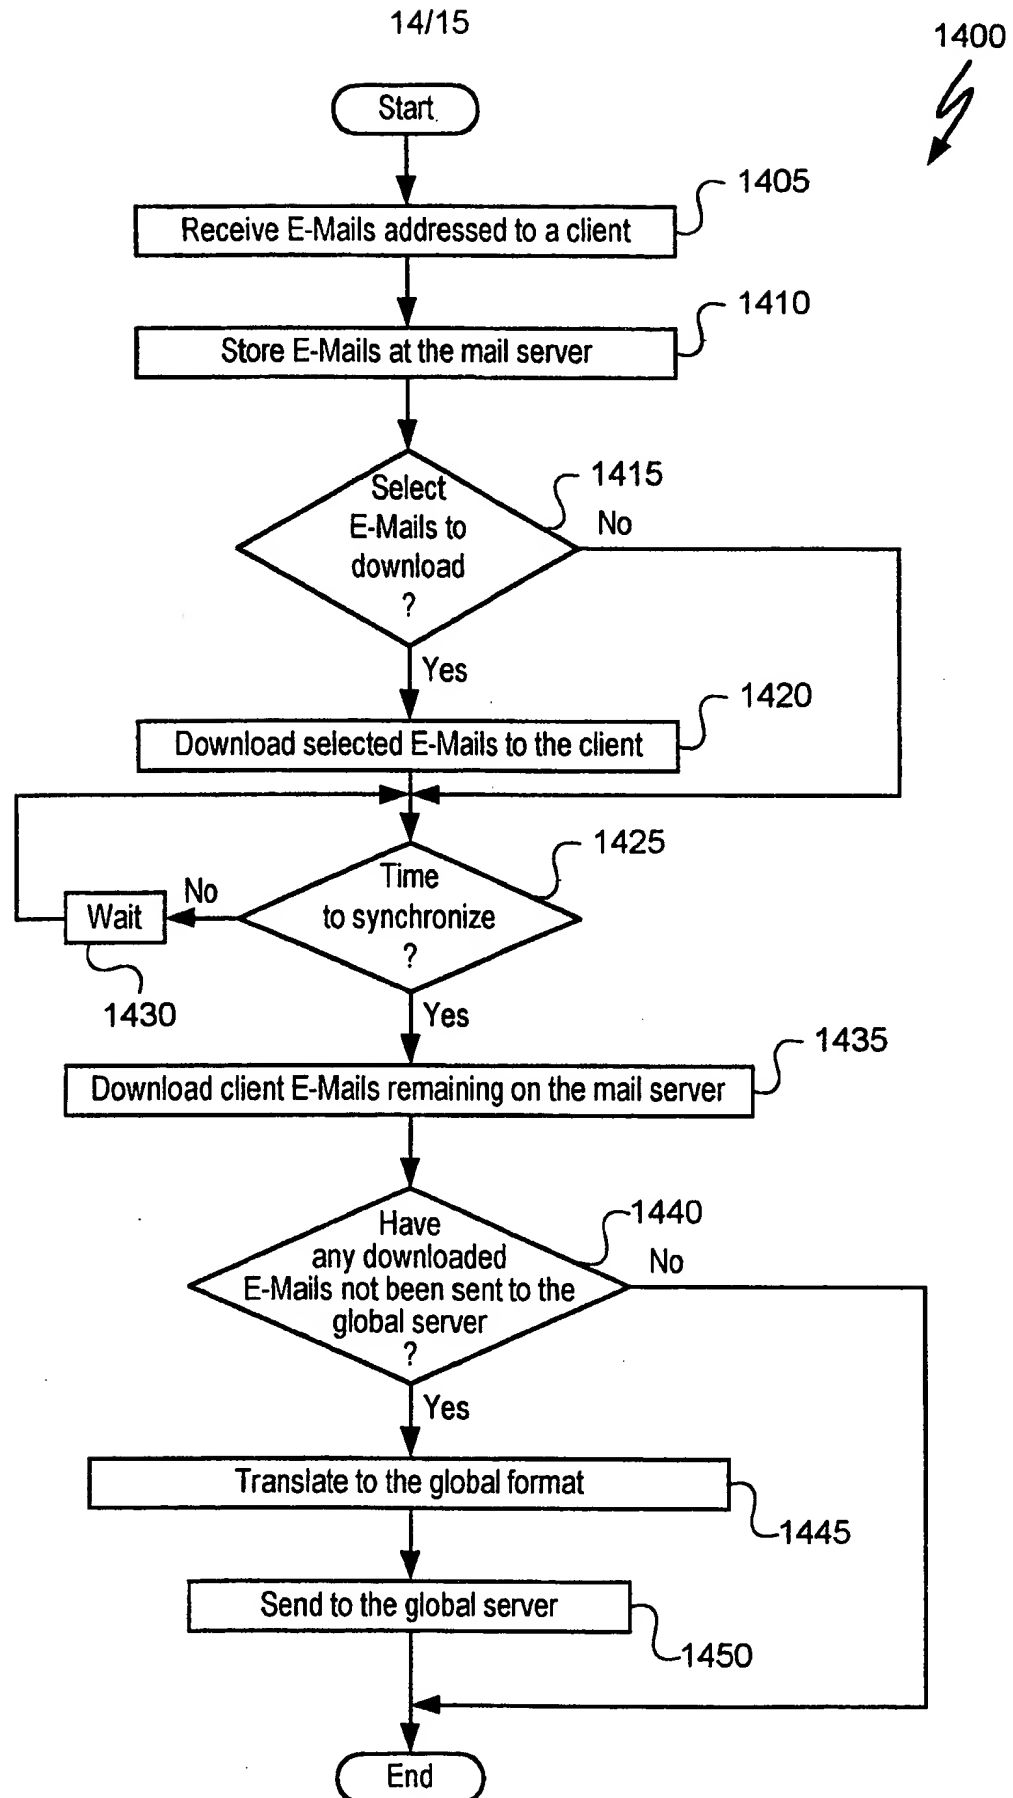 14/15
1400
Start
1405
Receive E-Mails addressed to a client
1410
Store E-Mails at the mail server
1415
Select
E-Mails to
download
?
No
Yes
1420
Download selected E-Mails to the client
1425
Time
to synchronize
?
No
Wait
1430
Yes
1435
Download client E-Mails remaining on the mail server
1440
Have
any downloaded
E-Mails not been sent to the
global server
?
No
Yes
Translate to the global format
1445
Send to the global server
1450
End